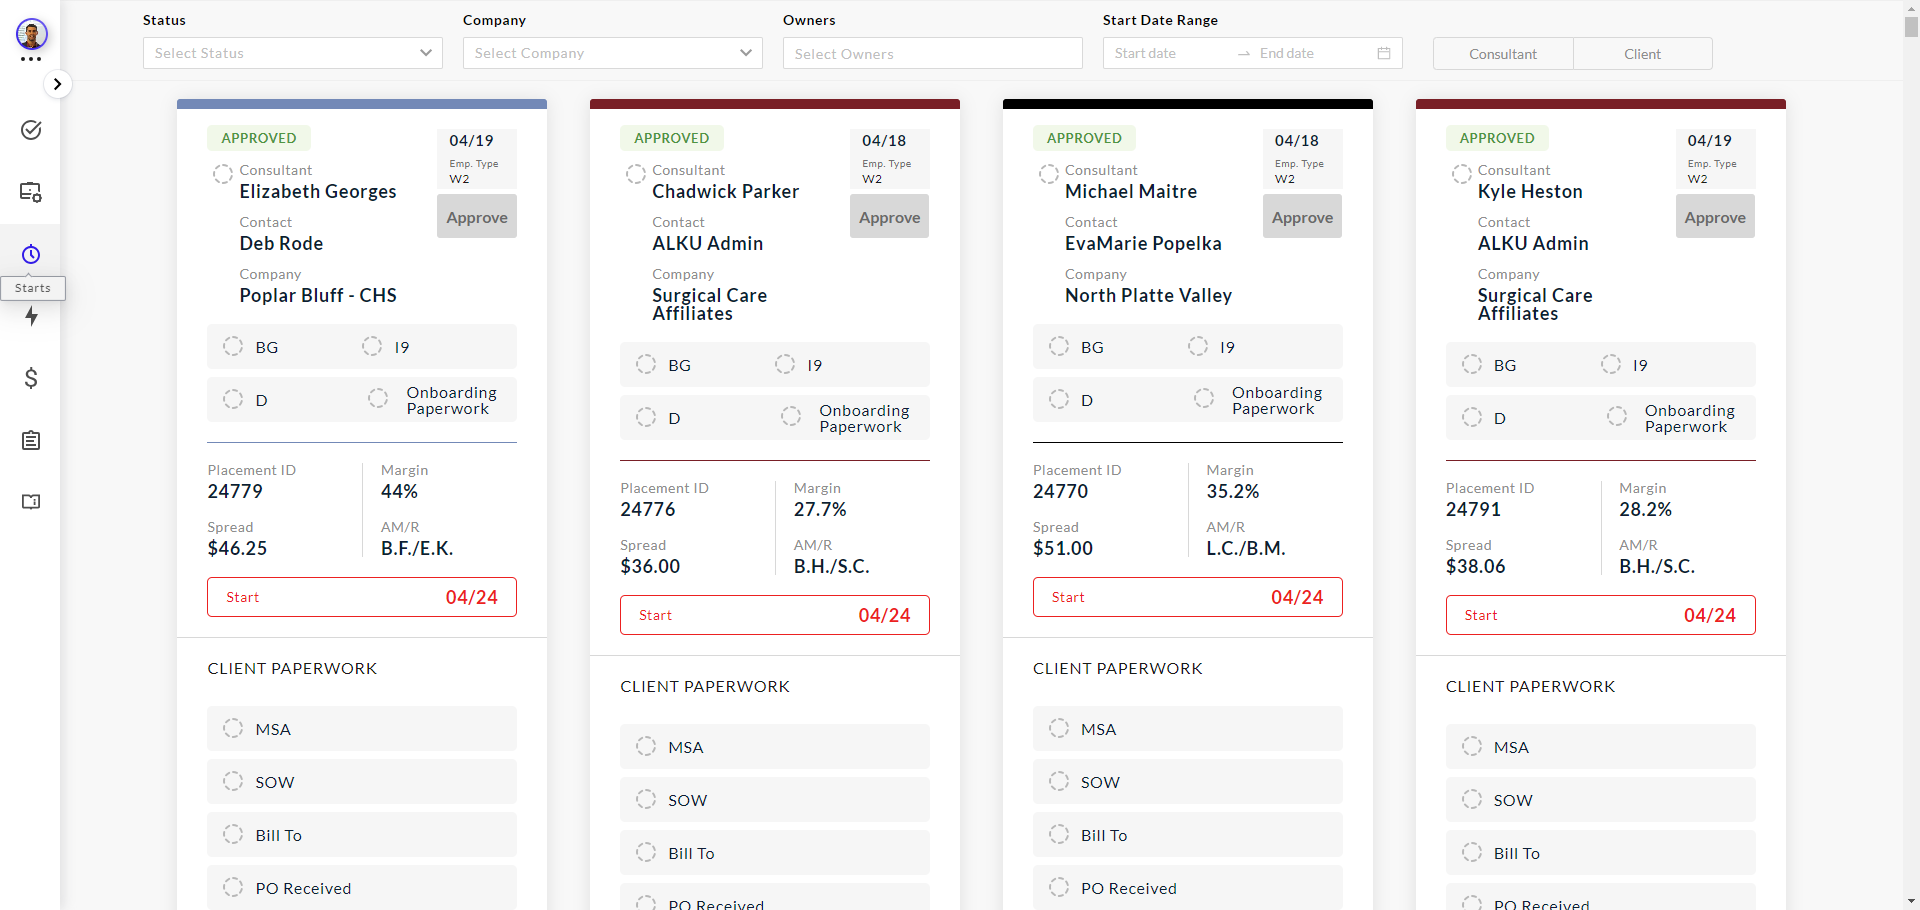 Status
Company
Owners
Start Date Range
Select Status
Select Company
Select Owners
Start date
End date
Consultant
Client
Starts
APPROVED
04/19
Emp. Type
W2
Approve
Consultant
Elizabeth Georges
Contact
Deb Rode
Company
Poplar Bluff - CHS
BG
I9
D
Onboarding
Paperwork
Placement ID
24779
Margin
44%
Spread
$46.25
AM/R
B.F./E.K.
Start
04/24
CLIENT PAPERWORK
MSA
SOW
Bill To
PO Received
APPROVED
04/18
Emp. Type
W2
Approve
Consultant
Chadwick Parker
Contact
ALKU Admin
Company
Surgical Care
Affiliates
BG
I9
D
Onboarding
Paperwork
Placement ID
24776
Margin
27.7%
Spread
$36.00
AM/R
B.H./S.C.
Start
04/24
CLIENT PAPERWORK
MSA
SOW
Bill To
PO Received
APPROVED
04/18
Emp. Type
W2
Approve
Consultant
Michael Maitre
Contact
EvaMarie Popelka
Company
North Platte Valley
BG
I9
D
Onboarding
Paperwork
Placement ID
24770
Margin
35.2%
Spread
$51.00
AM/R
L.C./B.M.
Start
04/24
CLIENT PAPERWORK
MSA
SOW
Bill To
PO Received
APPROVED
04/19
Emp. Type
W2
Approve
Consultant
Kyle Heston
Contact
ALKU Admin
Company
Surgical Care
Affiliates
BG
I9
D
Onboarding
Paperwork
Placement ID
24791
Margin
28.2%
Spread
$38.06
AM/R
B.H./S.C.
Start
04/24
CLIENT PAPERWORK
MSA
SOW
Bill To
PO Received